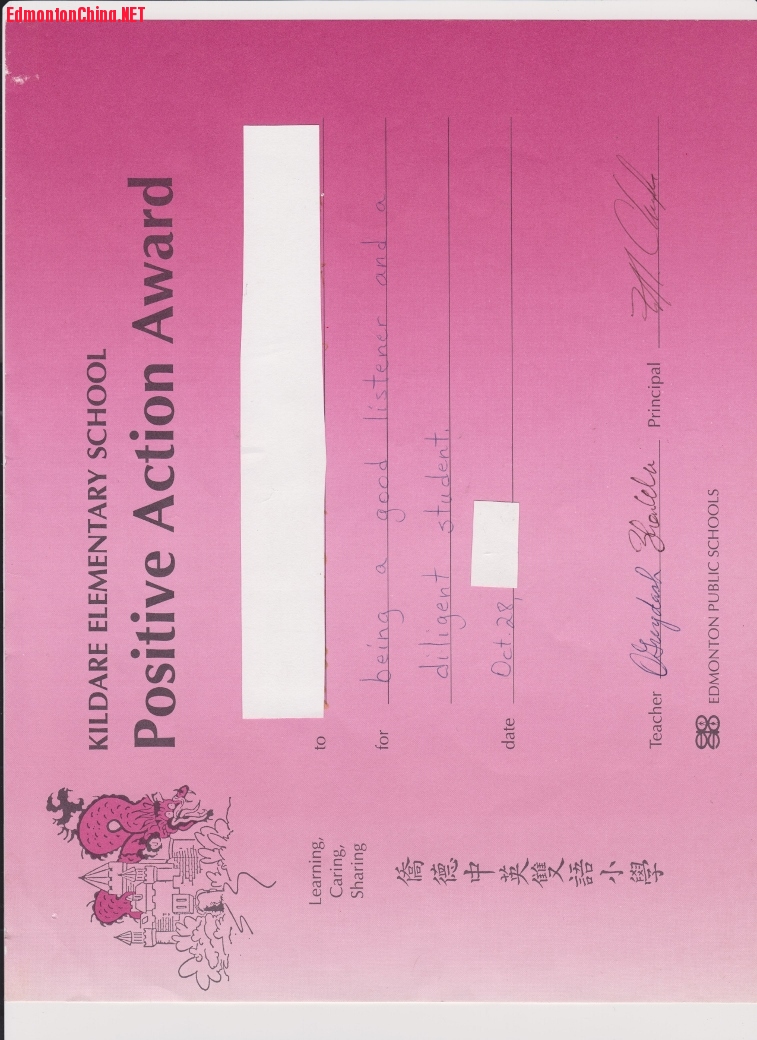 EdmontonChina.NET
KILDARE ELEMENTARY SCHOOL
Positive Action Award
to
for being a good listener and a
diligent student.
date Oct. 28,
Teacher Principal
EDMONTON PUBLIC SCHOOLS
Learning,
Caring,
Sharing
僑德中英雙語小學